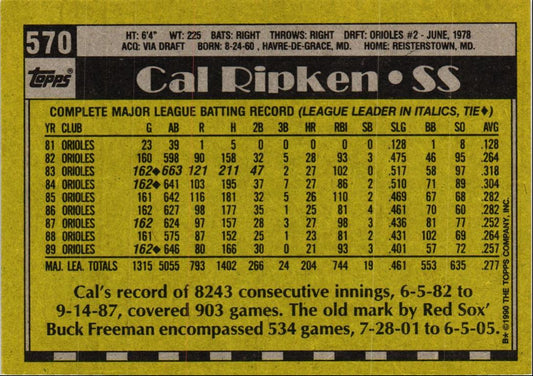 570
HT: 6'4" WT: 225 BATS: RIGHT THROWS: RIGHT DRFT: ORIOLES #2 - JUNE, 1978
ACQ: VIA DRAFT BORN: 8-24-60, HAVRE-DE-GRACE, MD. HOME: REISTERSTOWN, MD.
Topps
Cal Ripken • SS
COMPLETE MAJOR LEAGUE BATTING RECORD (LEAGUE LEADER IN ITALICS, TIE♦)
YR CLUB G AB R H 2B 3B HR RBI SB SLG BB SO AVG
81 ORIOLES 23 39 1 5 0 0 0 0 0 .128 1 8 .128
82 ORIOLES 160 598 90 158 32 5 28 93 3 .475 46 95 .264
83 ORIOLES 162♦ 663 121 211 47 2 27 102 0 .517 58 97 .318
84 ORIOLES 162♦ 641 103 195 37 7 27 86 2 .510 71 89 .304
85 ORIOLES 161 642 116 181 32 5 26 110 2 .469 67 68 .282
86 ORIOLES 162 627 98 177 35 1 25 81 4 .461 70 60 .282
87 ORIOLES 162 624 97 157 28 3 27 98 3 .436 81 77 .252
88 ORIOLES 161 575 87 152 25 1 23 81 2 .431 102 69 .264
89 ORIOLES 162♦ 646 80 166 30 0 21 93 3 .401 57 72 .257
MAJ. LEA. TOTALS 1315 5055 793 1402 266 24 204 744 19 .461 553 635 .277
Cal's record of 8243 consecutive innings, 6-5-82 to
9-14-87, covered 903 games. The old mark by Red Sox'
Buck Freeman encompassed 534 games, 7-28-01 to 6-5-05.
B* ©1990 THE TOPPS COMPANY, INC.